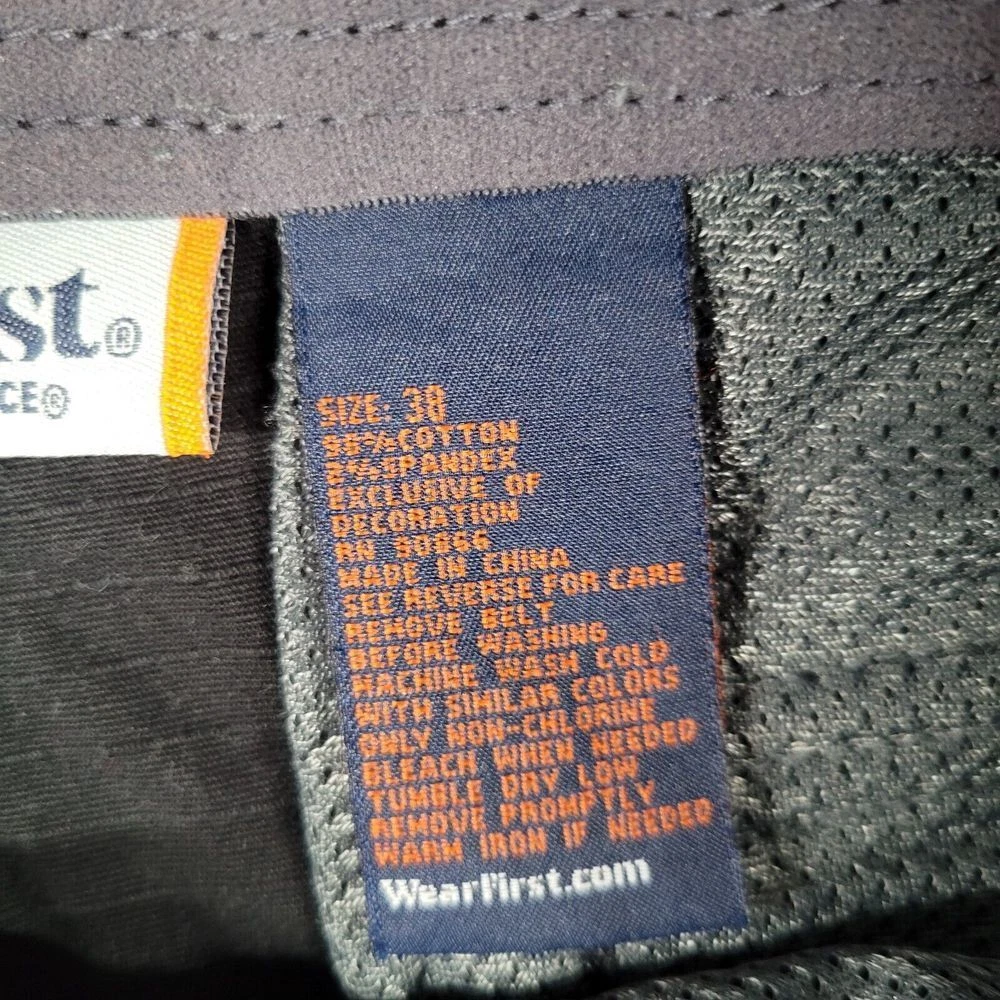 st®
CE®
SIZE: 38
98%COTTON
2%SPANDEX
EXCLUSIVE OF
DECORATION
RN 90866
MADE IN CHINA
SEE REVERSE FOR CARE
REMOVE BELT
BEFORE WASHING
MACHINE WASH COLD
WITH SIMILAR COLORS
ONLY NON-CHLORINE
BLEACH WHEN NEEDED
TUMBLE DRY LOW
REMOVE PROMPTLY
WARM IRON IF NEEDED
WearFirst.com